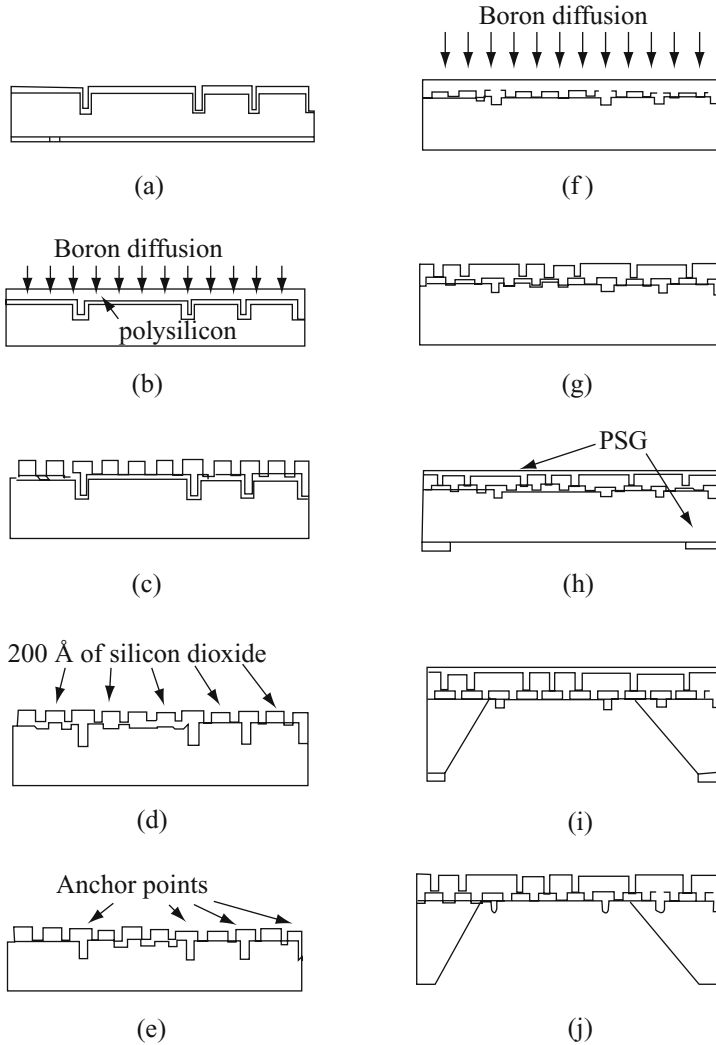 (a)
Boron diffusion
polysilicon
(b)
(c)
200 Å of silicon dioxide
(d)
Anchor points
(e)
Boron diffusion
(f)
(g)
PSG
(h)
(i)
(j)